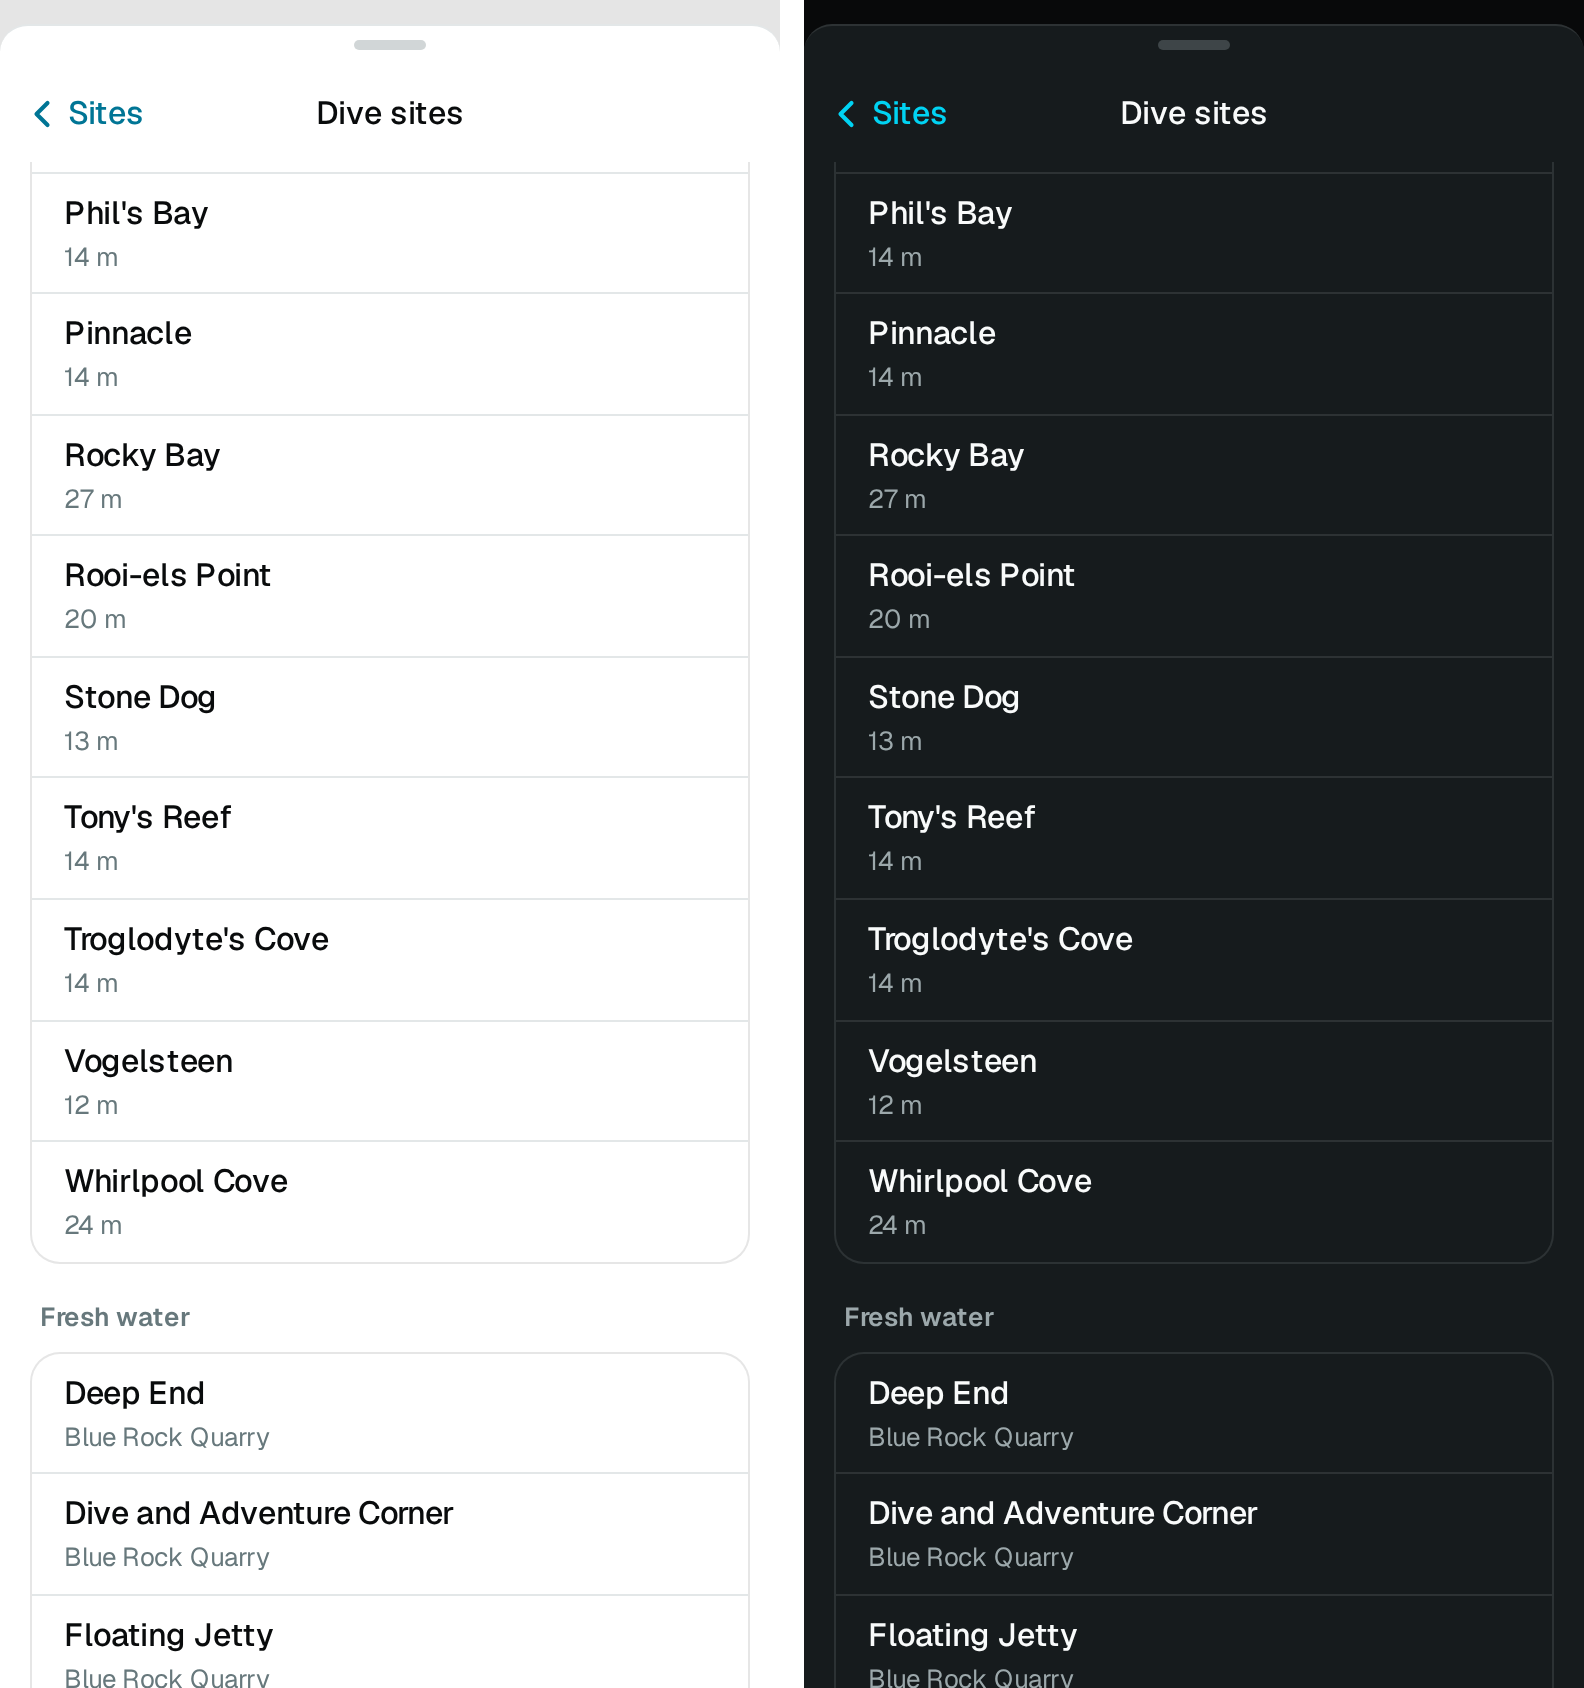 Sites
Dive sites
Phil's Bay
14 m
Pinnacle
14 m
Rocky Bay
27 m
Rooi-els Point
20 m
Stone Dog
13 m
Tony's Reef
14 m
Troglodyte's Cove
14 m
Vogelsteen
12 m
Whirlpool Cove
24 m
Fresh water
Deep End
Blue Rock Quarry
Dive and Adventure Corner
Blue Rock Quarry
Floating Jetty
Blue Rock Quarry
Sites
Dive sites
Phil's Bay
14 m
Pinnacle
14 m
Rocky Bay
27 m
Rooi-els Point
20 m
Stone Dog
13 m
Tony's Reef
14 m
Troglodyte's Cove
14 m
Vogelsteen
12 m
Whirlpool Cove
24 m
Fresh water
Deep End
Blue Rock Quarry
Dive and Adventure Corner
Blue Rock Quarry
Floating Jetty
Blue Rock Quarry